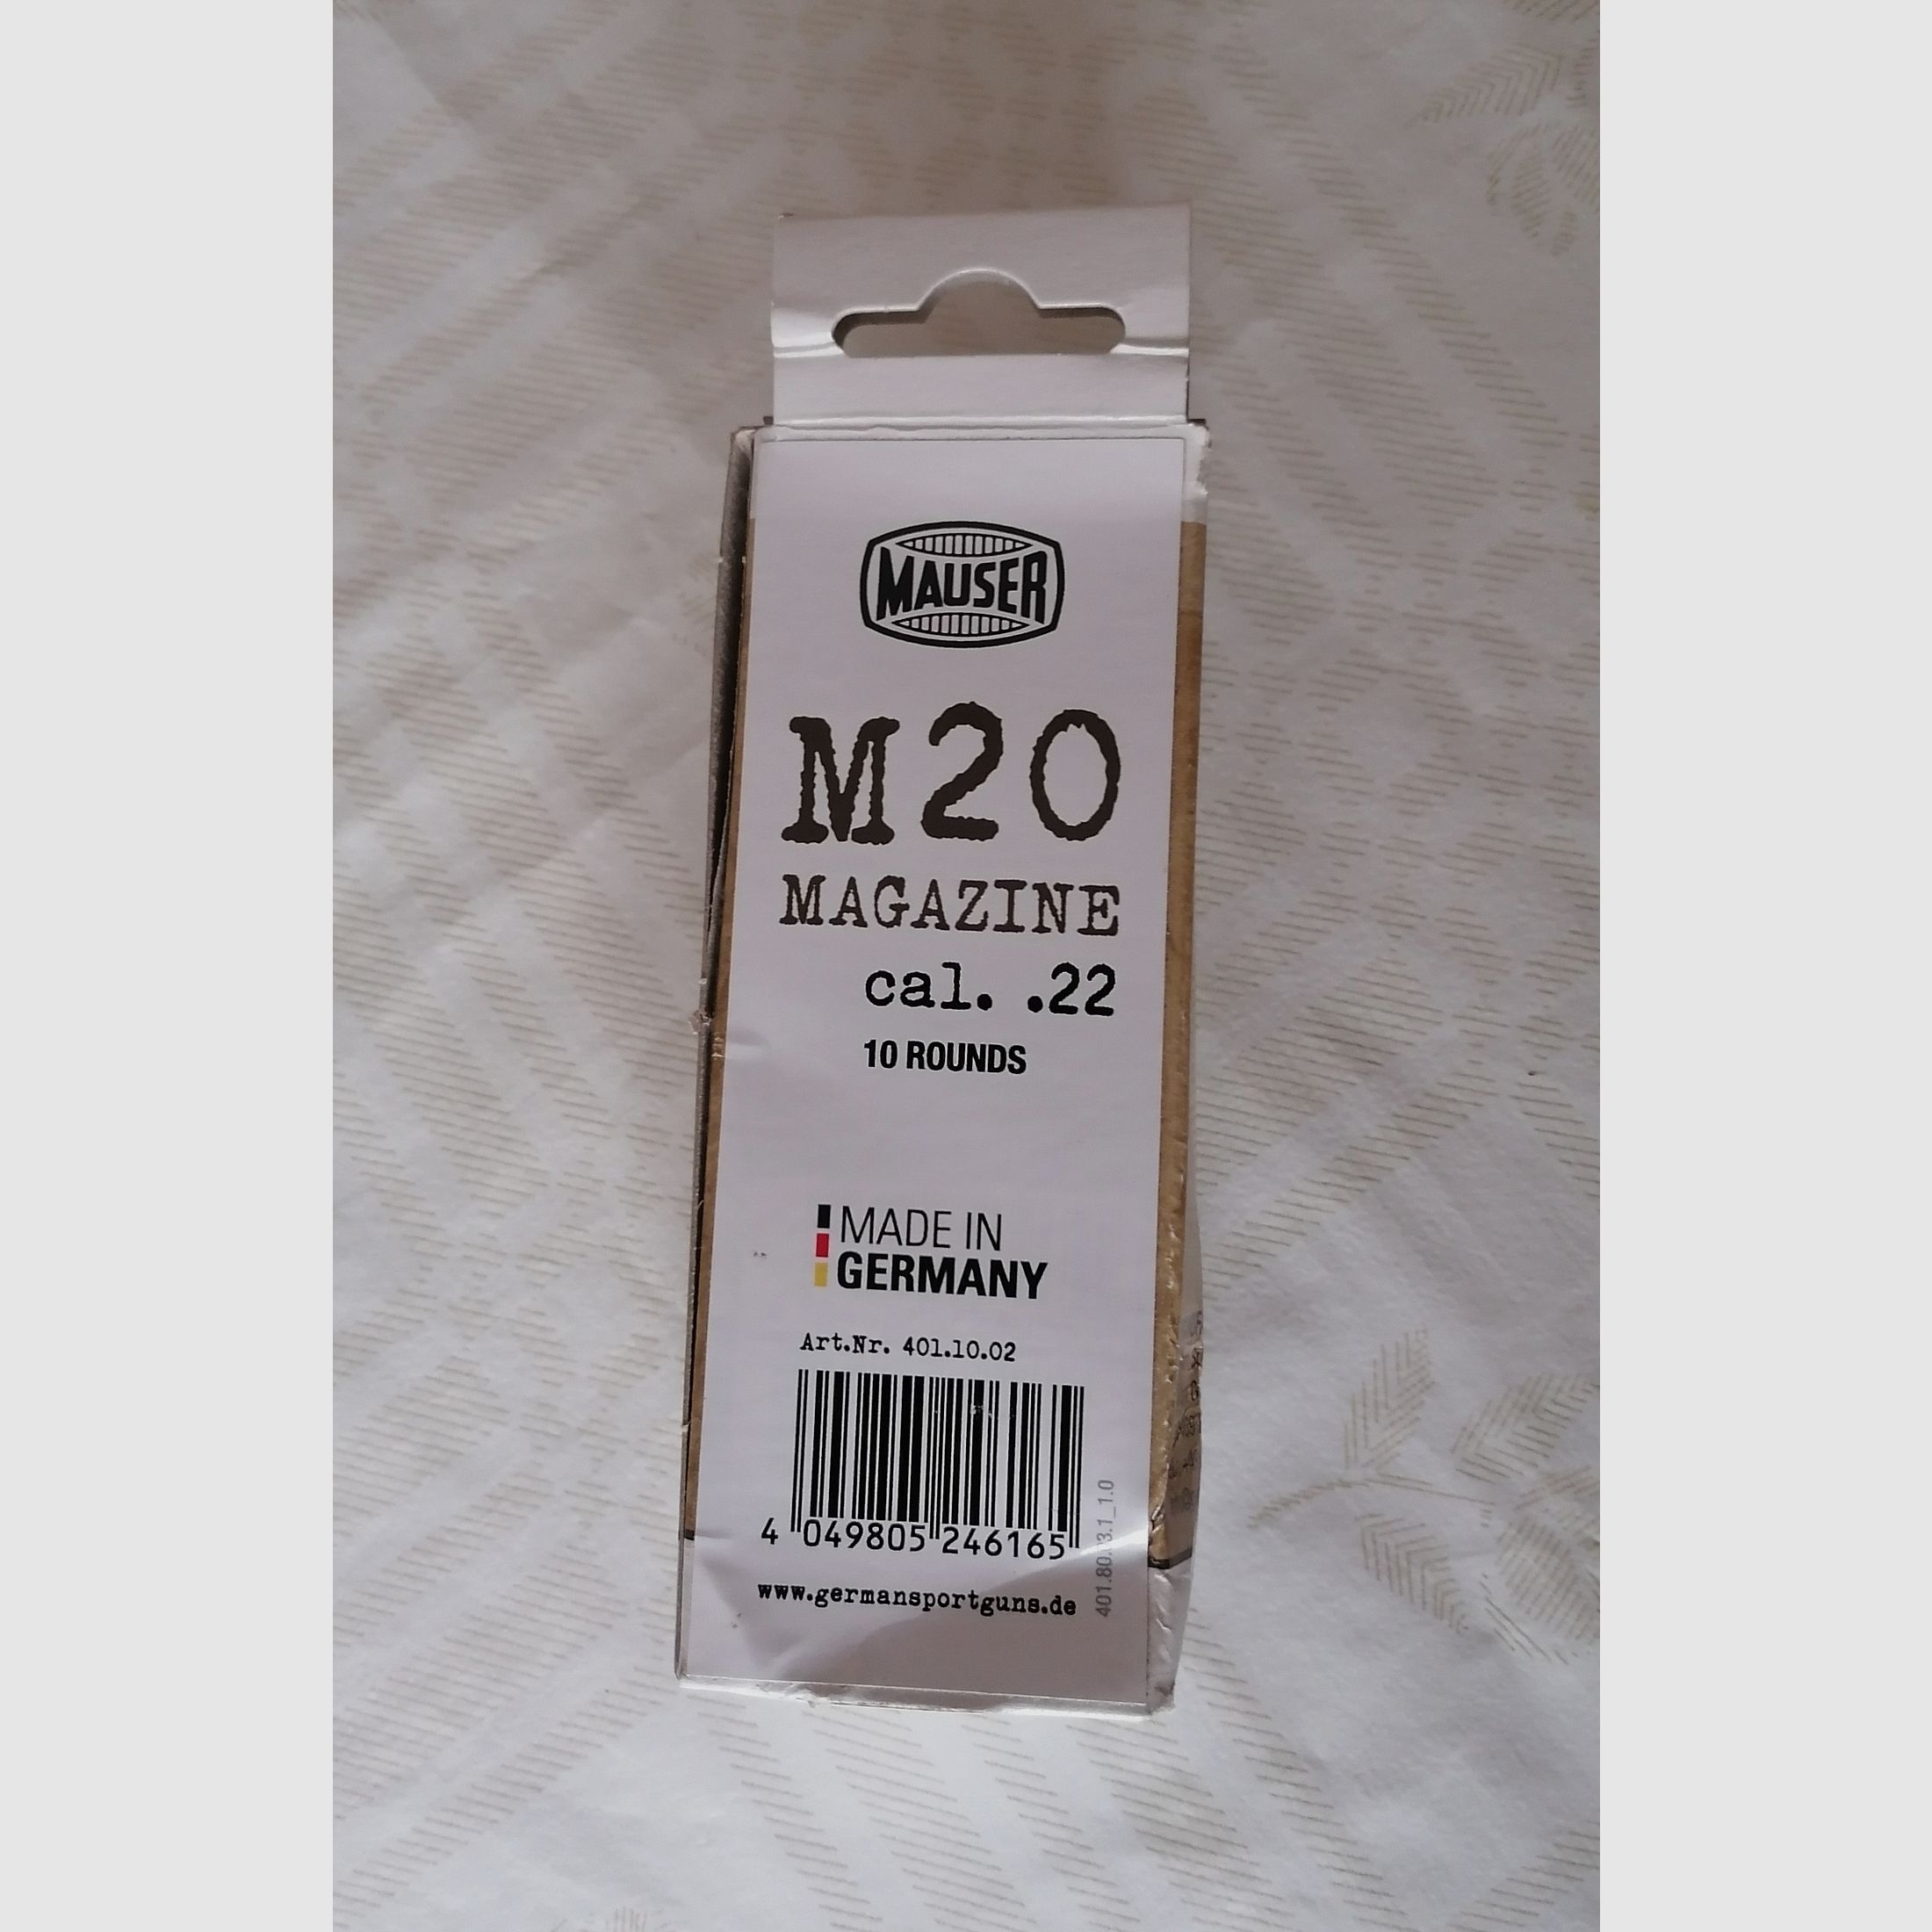 MAUSER
M20
MAGAZINE
cal. .22
10 ROUNDS
MADE IN
GERMANY
Art.Nr. 401.10.02
4 049805 246165
www.germansportguns.de